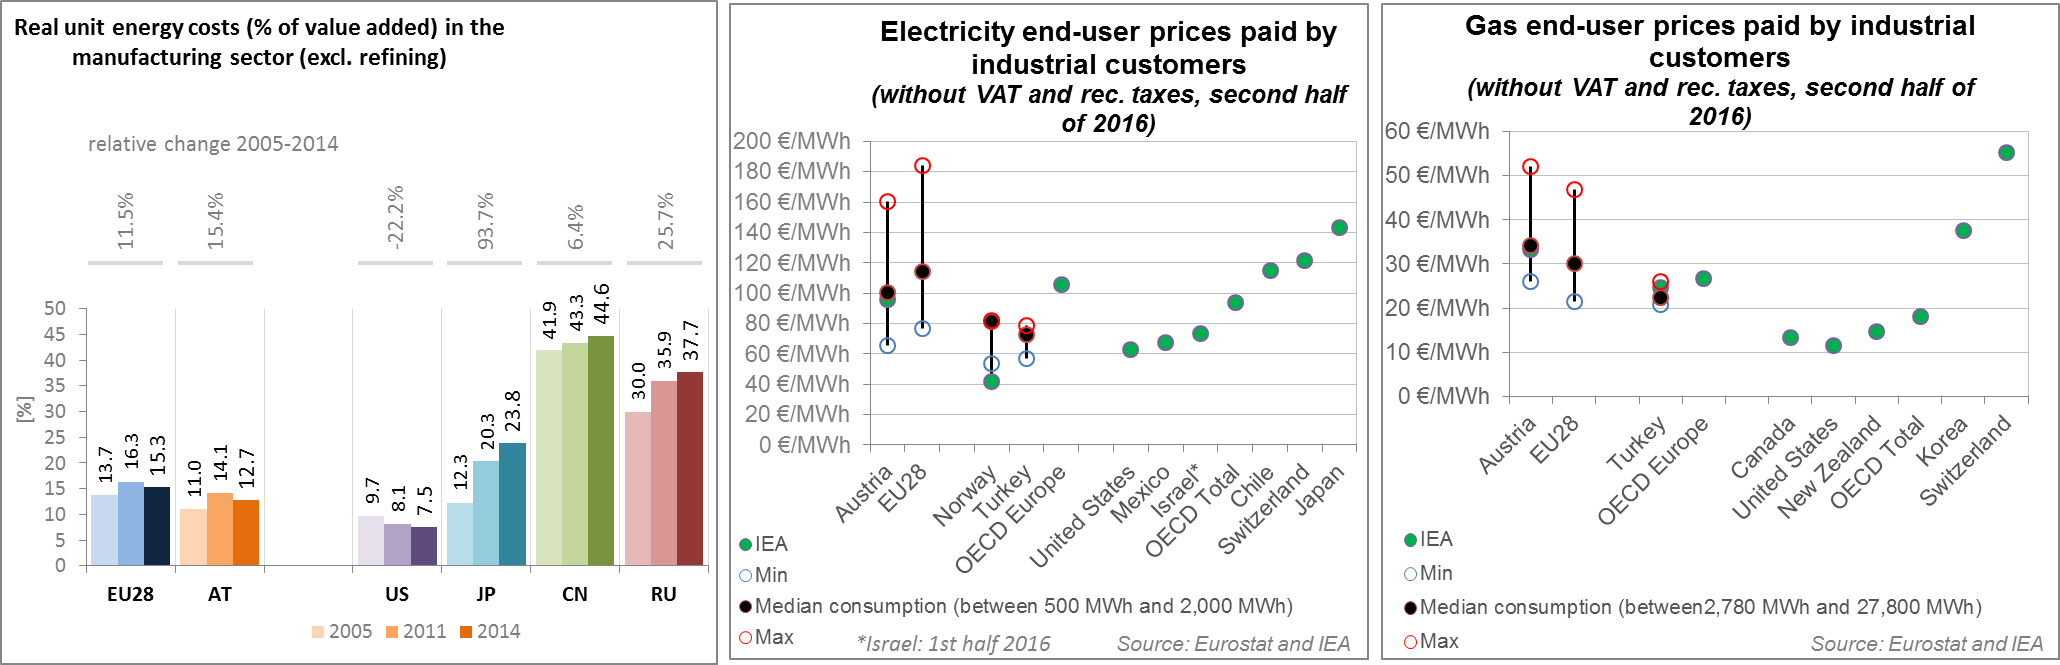 Real unit energy costs (% of value added) in the
manufacturing sector (excl. refining)
relative change 2005-2014
11.5%
15.4%
-22.2%
93.7%
6.4%
25.7%
[%]
50
45
40
35
30
25
20
15
10
5
0
13.7
16.3
15.3
11.0
14.1
12.7
9.7
8.1
7.5
12.3
20.3
23.8
41.9
43.3
44.6
30.0
35.9
37.7
EU28
AT
US
JP
CN
RU
2005
2011
2014
Electricity end-user prices paid by
industrial customers
(without VAT and rec. taxes, second half
of 2016)
200 €/MWh
180 €/MWh
160 €/MWh
140 €/MWh
120 €/MWh
100 €/MWh
80 €/MWh
60 €/MWh
40 €/MWh
20 €/MWh
0 €/MWh
Austria
EU28
Norway
Turkey
OECD Europe
United States
Mexico
Israel*
OECD Total
Chile
Switzerland
Japan
IEA
Min
Median consumption (between 500 MWh and 2,000 MWh)
Max
*Israel: 1st half 2016
Source: Eurostat and IEA
Gas end-user prices paid by industrial
customers
(without VAT and rec. taxes, second half of
2016)
60 €/MWh
50 €/MWh
40 €/MWh
30 €/MWh
20 €/MWh
10 €/MWh
0 €/MWh
Austria
EU28
Turkey
OECD Europe
Canada
United States
New Zealand
OECD Total
Korea
Switzerland
IEA
Min
Median consumption (between2,780 MWh and 27,800 MWh)
Max
Source: Eurostat and IEA